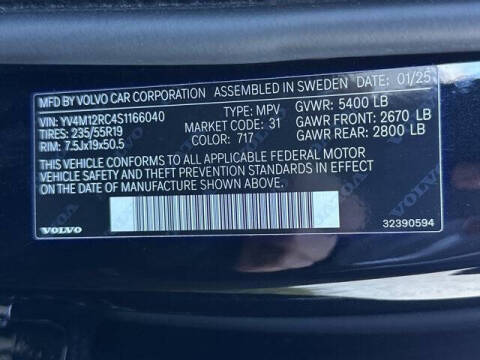 MFD BY VOLVO CAR CORPORATION ASSEMBLED IN SWEDEN DATE: 01/25
VIN: YV4M12RC4S1166040 TYPE: MPV GVWR: 5400 LB
TIRES: 235/55R19 MARKET CODE: 31 GAWR FRONT: 2670 LB
RIM: 7.5Jx19x50.5 COLOR: 717 GAWR REAR: 2800 LB
THIS VEHICLE CONFORMS TO ALL APPLICABLE FEDERAL MOTOR
VEHICLE SAFETY AND THEFT PREVENTION STANDARDS IN EFFECT ON
THE DATE OF MANUFACTURE SHOWN ABOVE.
VOLVO 32390594
VOLVO
VOLVO
VOLVO